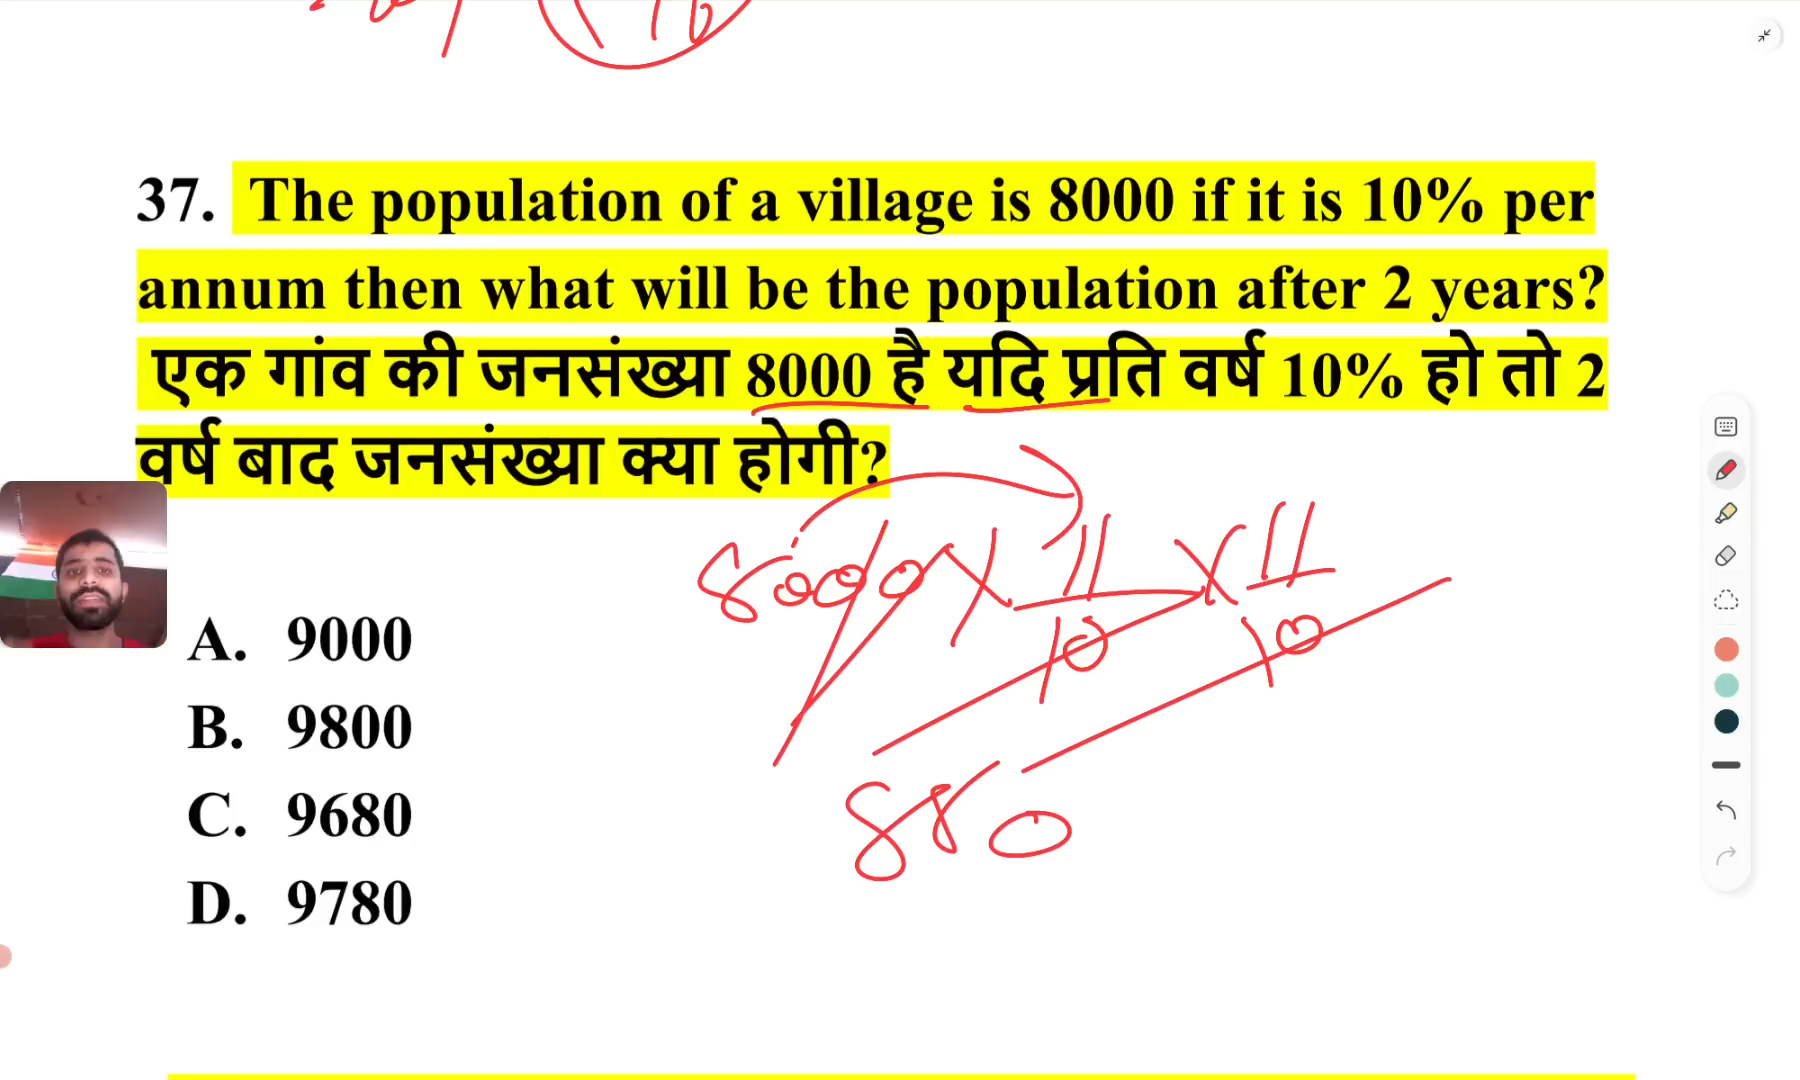 37. The population of a village is 8000 if it is 10% per
annum then what will be the population after 2 years?
एक गांव की जनसंख्या 8000 है यदि प्रति वर्ष 10% हो तो 2
वर्ष बाद जनसंख्या क्या होगी?
8000 x 11/10 x 11/10
A. 9000
B. 9800
880
C. 9680
D. 9780